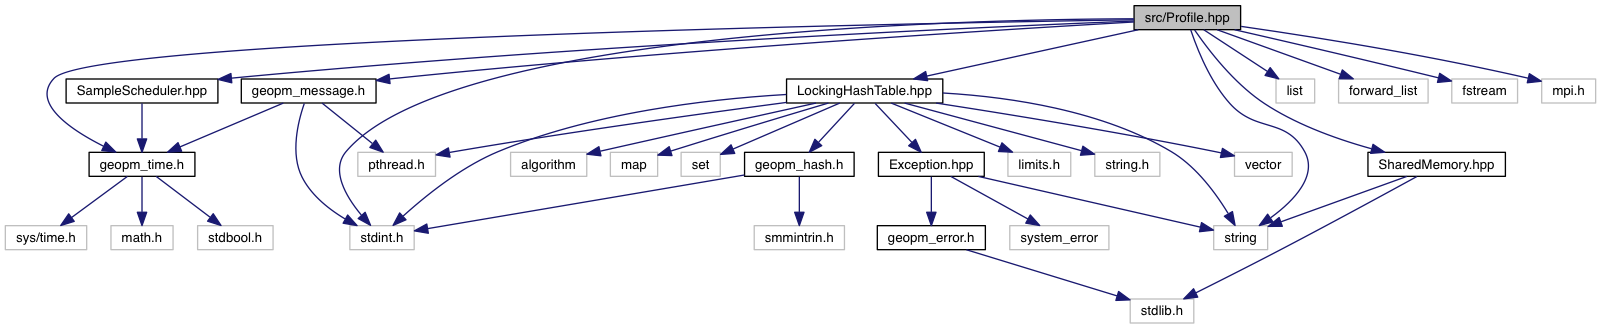 src/Profile.hpp
SampleScheduler.hpp
geopm_message.h
LockingHashTable.hpp
list
forward_list
fstream
mpi.h
geopm_time.h
pthread.h
algorithm
map
set
geopm_hash.h
Exception.hpp
limits.h
string.h
vector
SharedMemory.hpp
sys/time.h
math.h
stdbool.h
stdint.h
smmintrin.h
geopm_error.h
system_error
string
stdlib.h